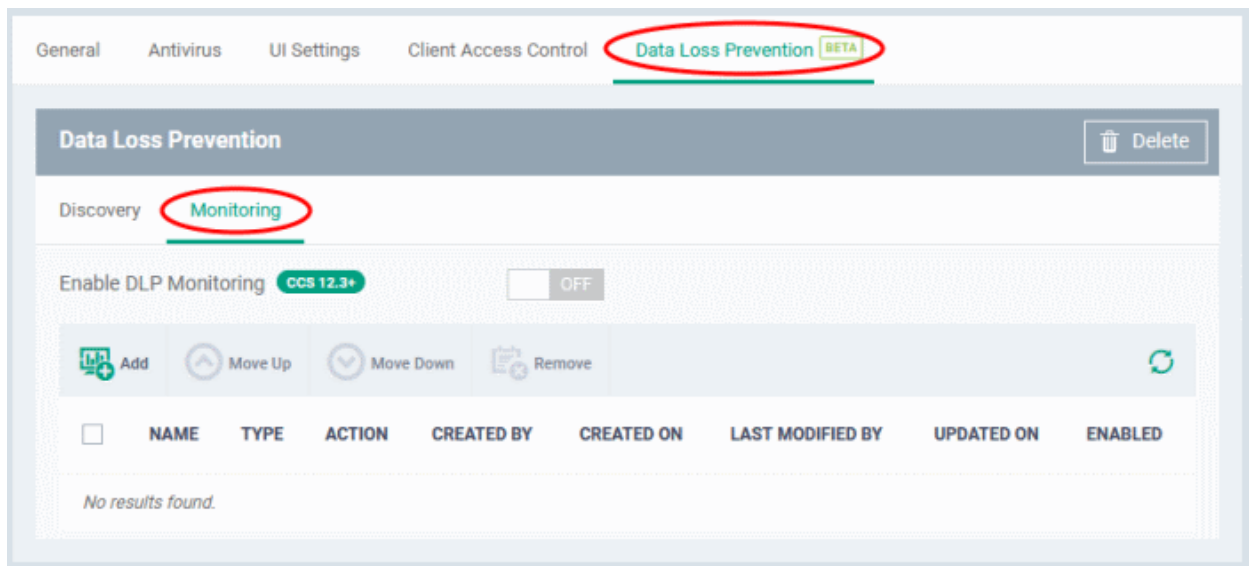 General Antivirus UI Settings Client Access Control Data Loss Prevention BETA
Data Loss Prevention Delete
Discovery Monitoring
Enable DLP Monitoring CCS 12.3+ OFF
Add Move Up Move Down Remove
NAME TYPE ACTION CREATED BY CREATED ON LAST MODIFIED BY UPDATED ON ENABLED
No results found.